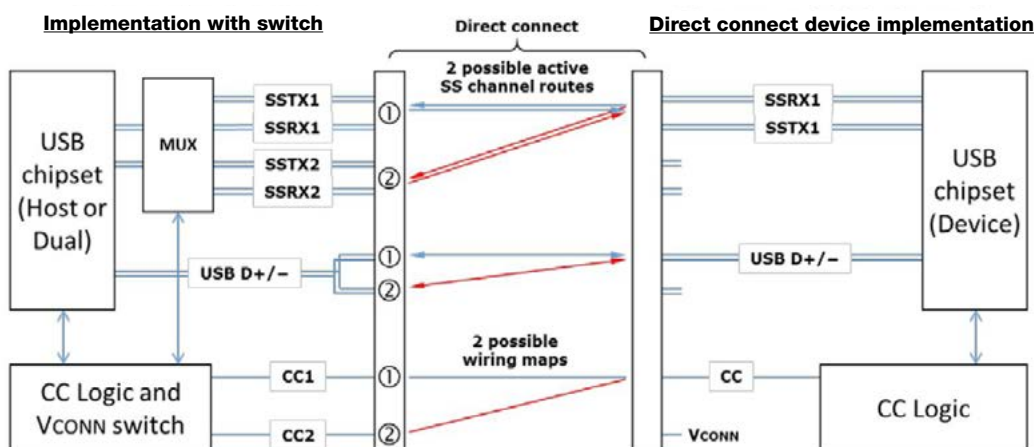 Implementation with switch
Direct connect
Direct connect device implementation
2 possible active
SS channel routes
USB
chipset
(Host or
Dual)
MUX
SSTX1
SSRX1
SSTX2
SSRX2
①
②
SSRX1
SSTX1
USB
chipset
(Device)
USB D+/−
①
②
USB D+/−
2 possible
wiring maps
CC Logic and
VCONN switch
CC1
CC2
①
②
CC
VCONN
CC Logic